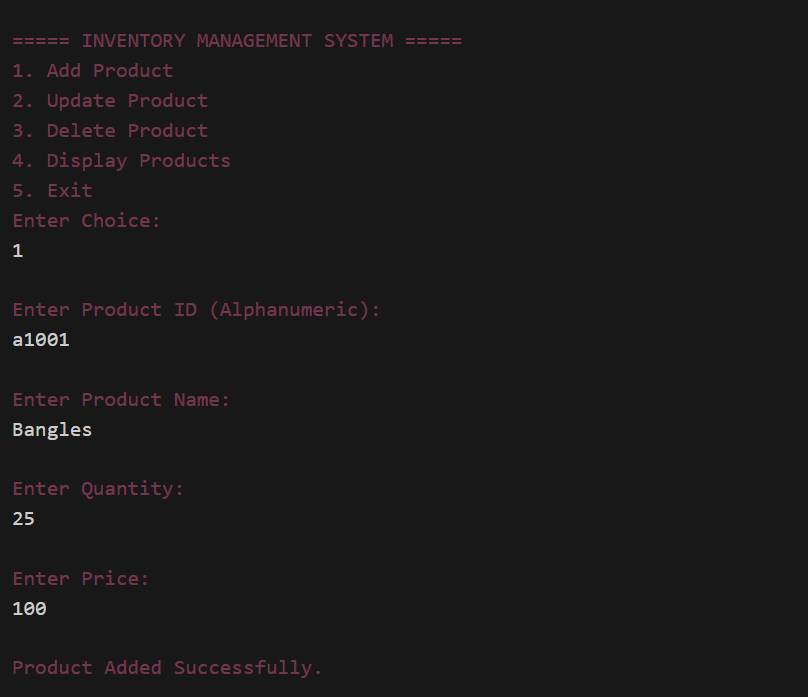 ===== INVENTORY MANAGEMENT SYSTEM =====
1. Add Product
2. Update Product
3. Delete Product
4. Display Products
5. Exit
Enter Choice:
1
Enter Product ID (Alphanumeric):
a1001
Enter Product Name:
Bangles
Enter Quantity:
25
Enter Price:
100
Product Added Successfully.